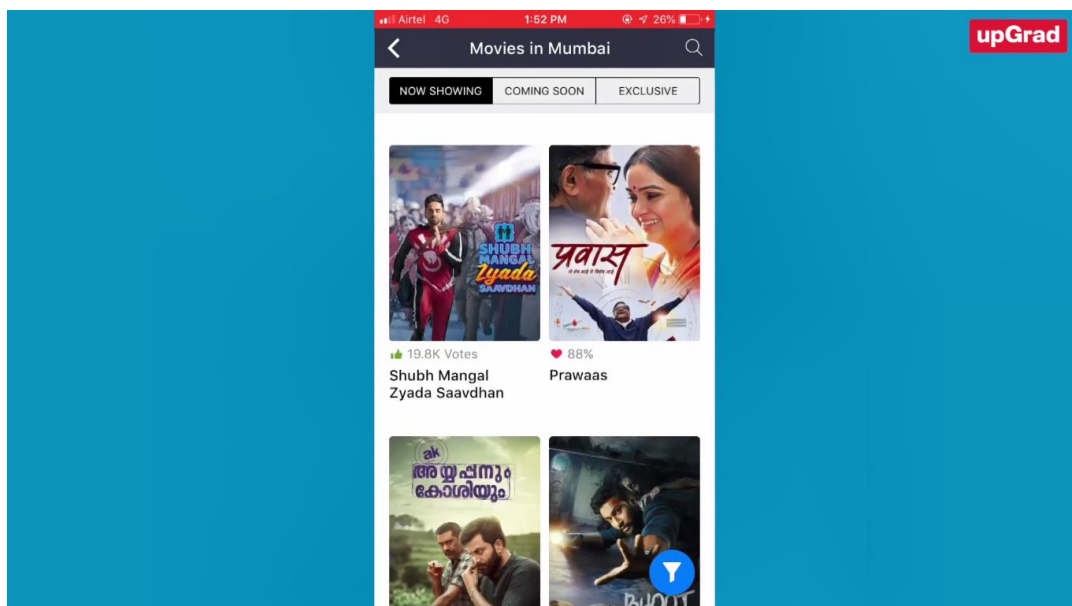 Airtel 4G 1:52 PM 26%
upGrad
Movies in Mumbai
NOW SHOWING COMING SOON EXCLUSIVE
SHUBH
MANGAL
Zyada
SAAVDHAN
प्रवास
19.8K Votes
88%
Shubh Mangal
Zyada Saavdhan
Prawaas
ak
അയ്യപ്പനും
കോശിയും
BHOOT